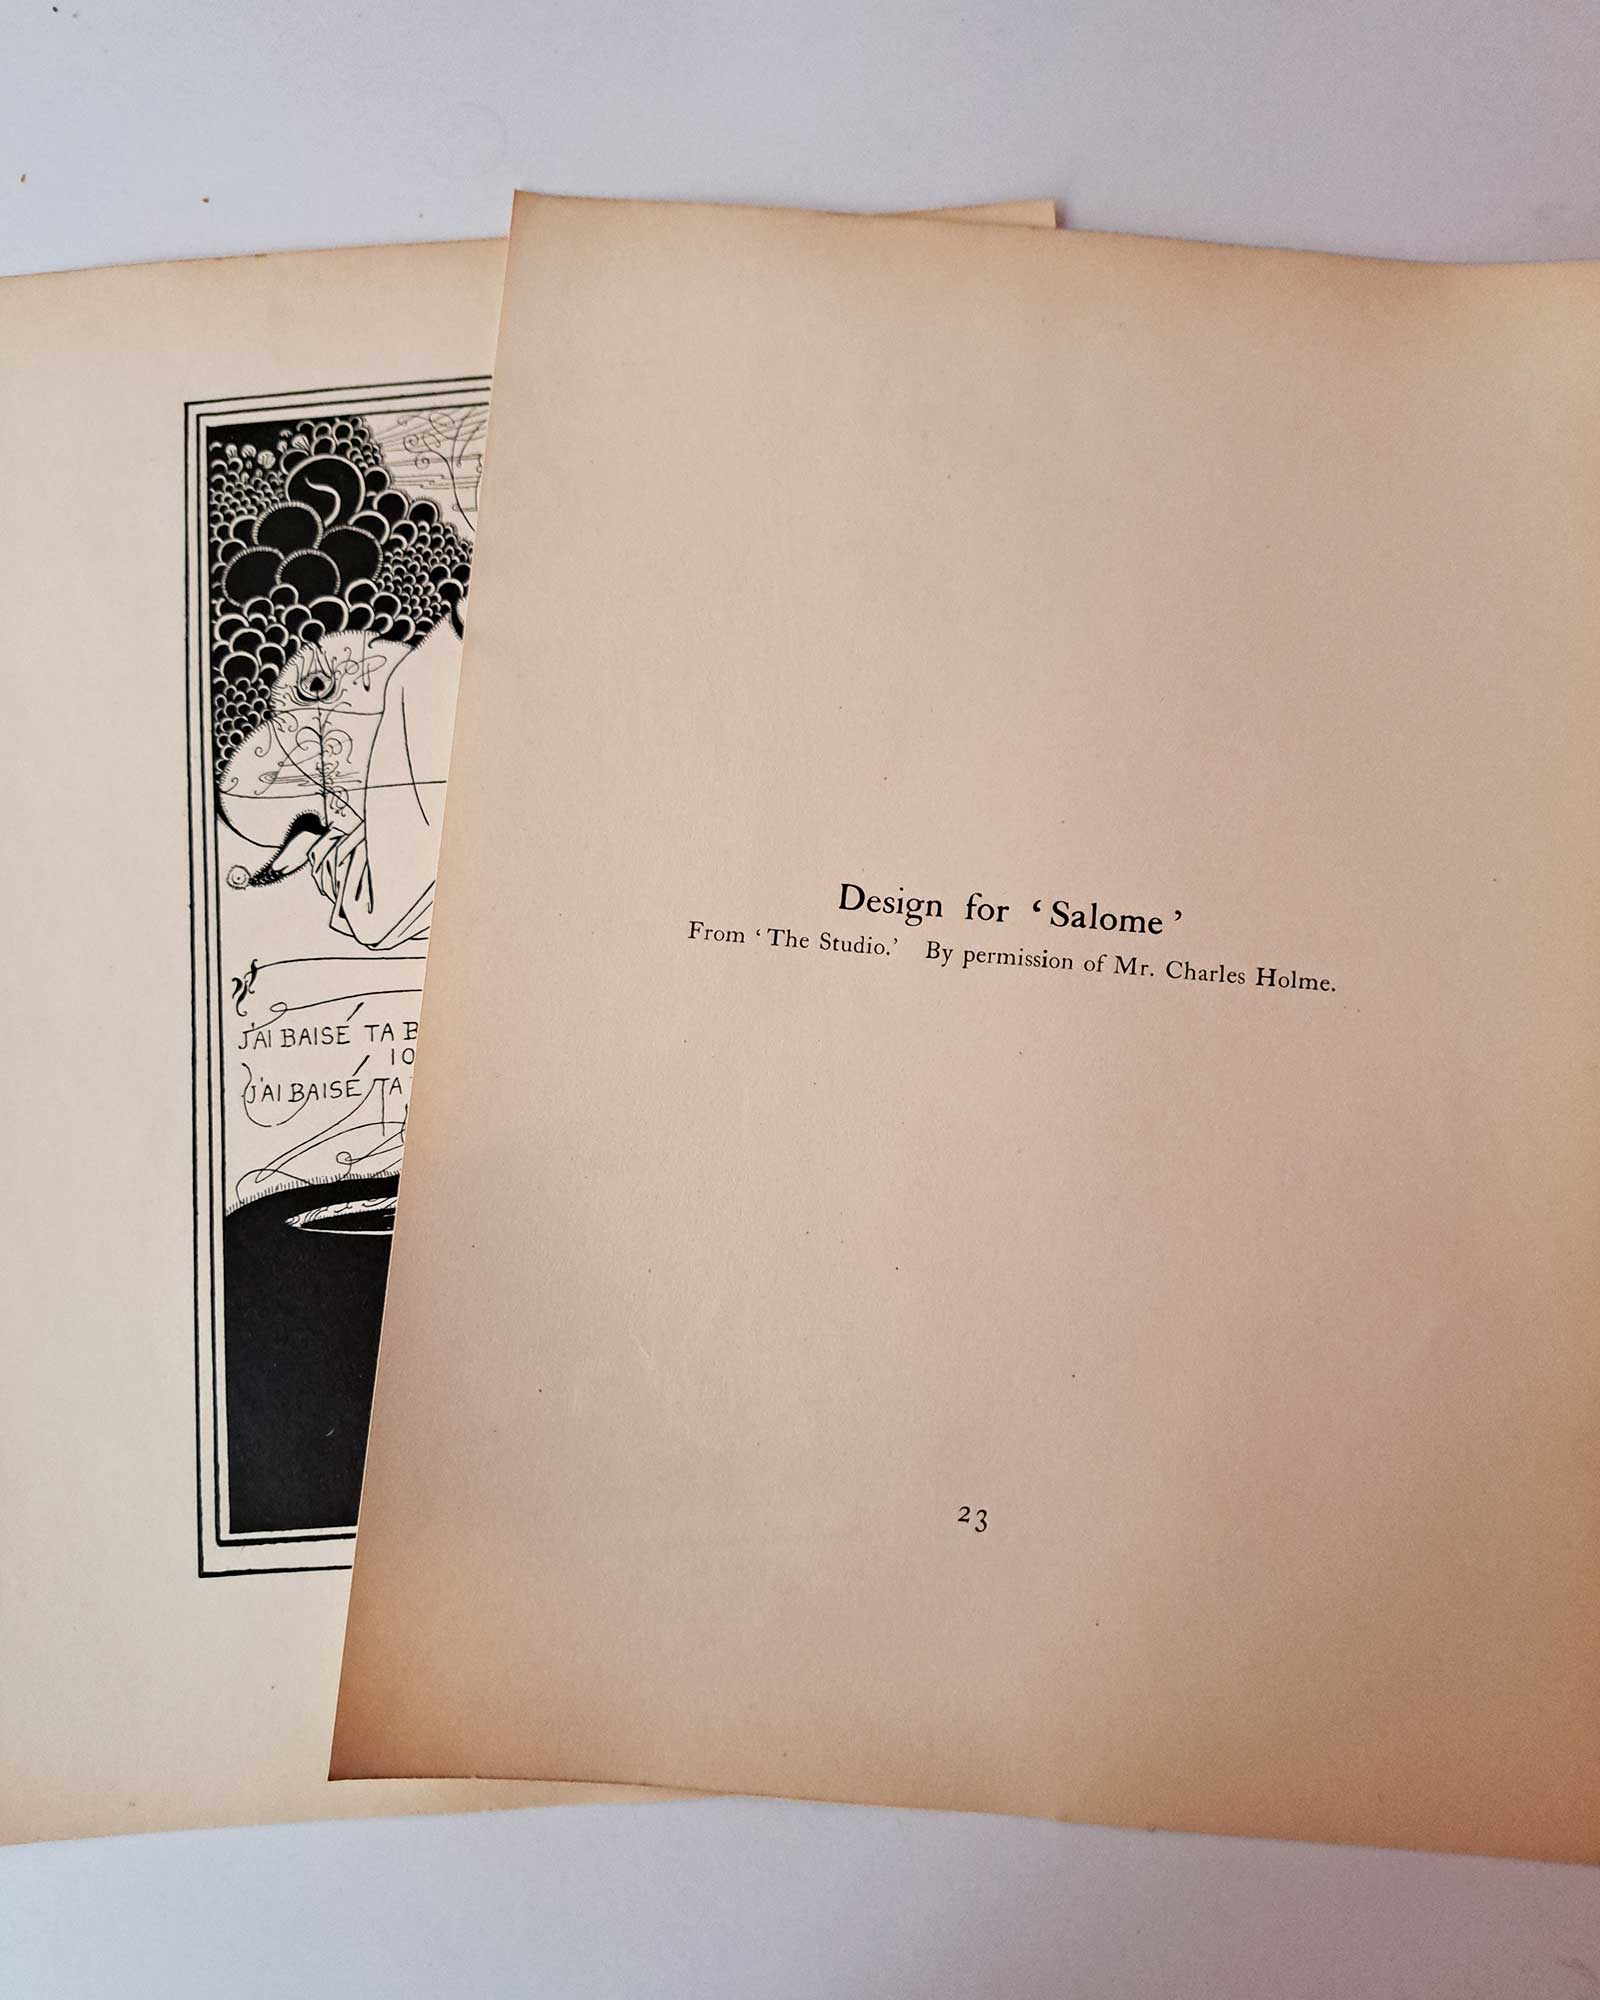 J'AI BAISÉ TA B
IO
J'AI BAISÉ TA
Design for ‘Salome’
From ‘The Studio.’ By permission of Mr. Charles Holme.
23